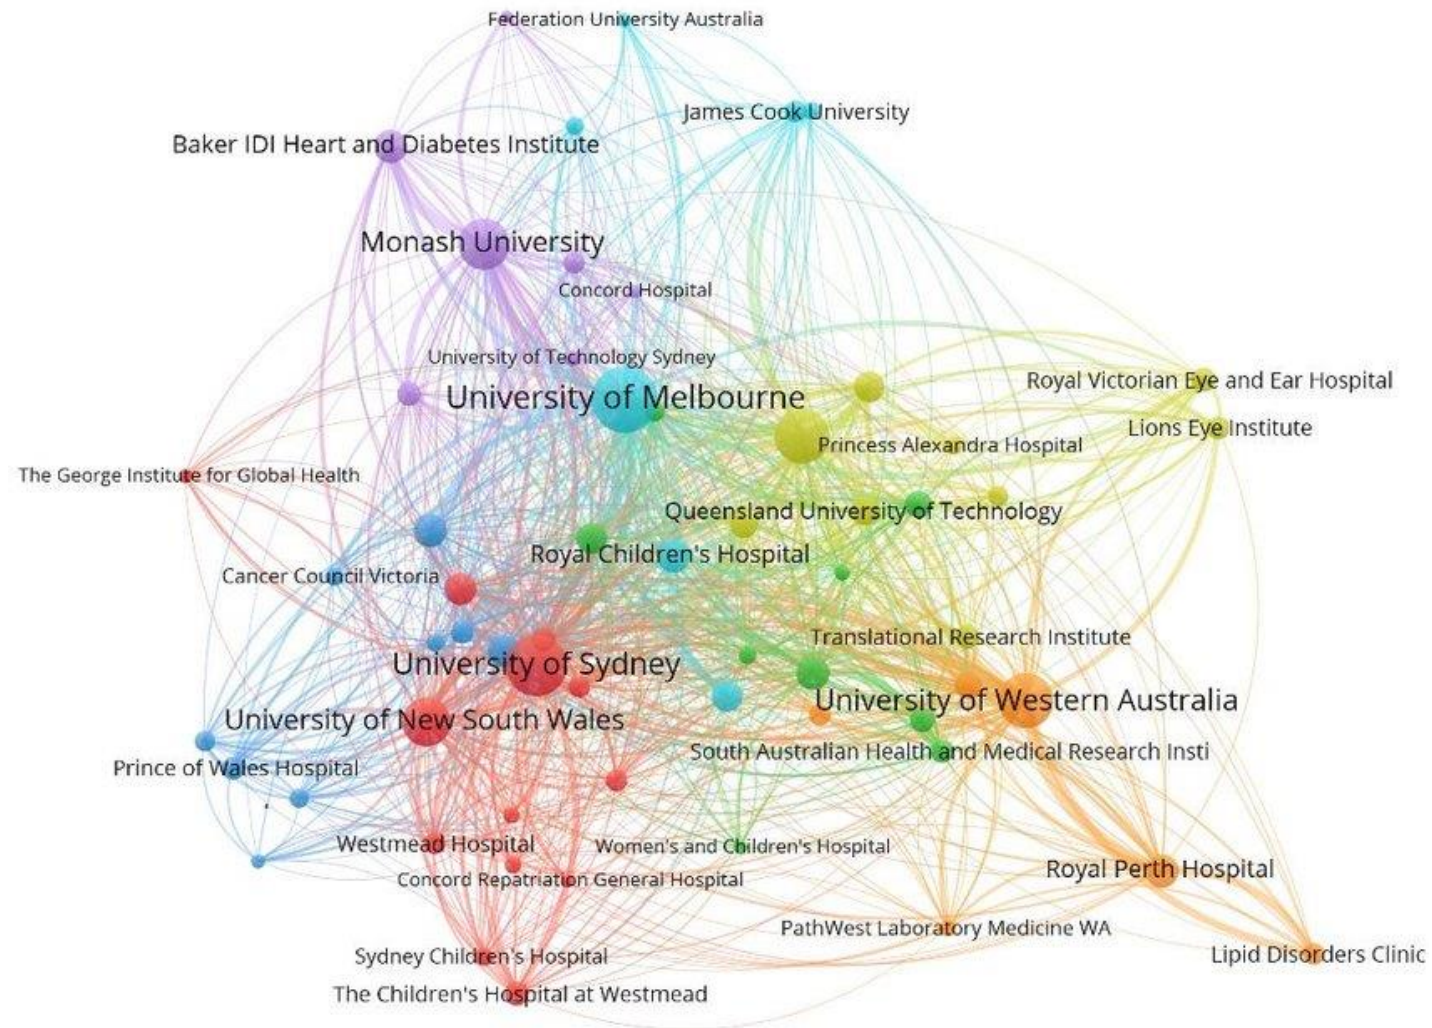 Federation University Australia
James Cook University
Baker IDI Heart and Diabetes Institute
Monash University
Concord Hospital
University of Technology Sydney
University of Melbourne
Royal Victorian Eye and Ear Hospital
Lions Eye Institute
Princess Alexandra Hospital
The George Institute for Global Health
Queensland University of Technology
Royal Children's Hospital
Cancer Council Victoria
Translational Research Institute
University of Sydney
University of Western Australia
University of New South Wales
South Australian Health and Medical Research Insti
Prince of Wales Hospital
Westmead Hospital
Women's and Children's Hospital
Royal Perth Hospital
Concord Repatriation General Hospital
PathWest Laboratory Medicine WA
Sydney Children's Hospital
Lipid Disorders Clinic
The Children's Hospital at Westmead